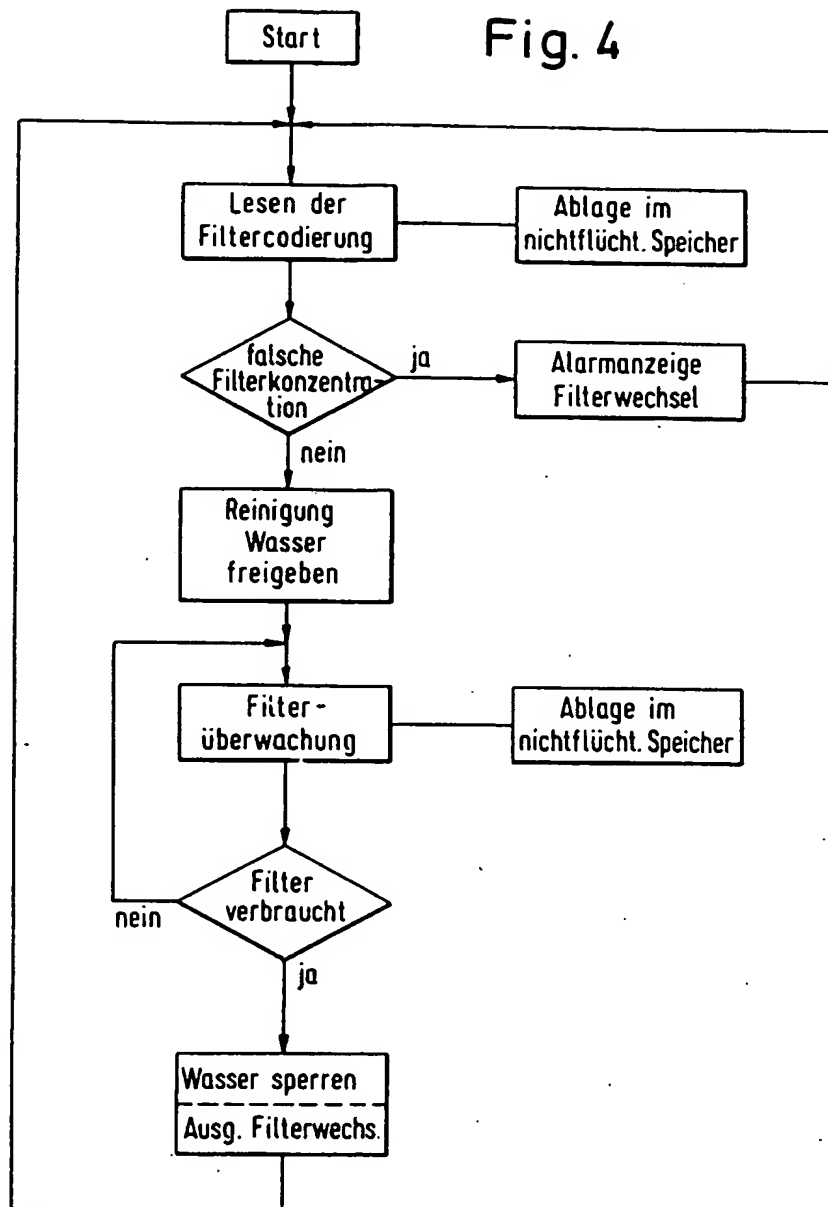 Start
Fig. 4
Lesen der
Filtercodierung
Ablage im
nichtflücht. Speicher
falsche
Filterkonzentra-
tion
ja
Alarmanzeige
Filterwechsel
nein
Reinigung
Wasser
freigeben
Filter-
überwachung
Ablage im
nichtflücht. Speicher
Filter
verbraucht
nein
ja
Wasser sperren
Ausg. Filterwechs.